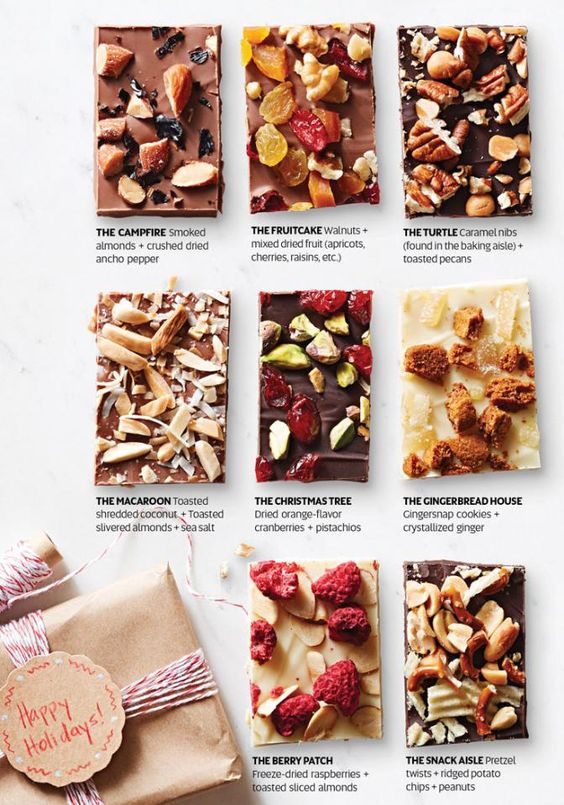 THE CAMPFIRE Smoked
almonds + crushed dried
ancho pepper
THE FRUITCAKE Walnuts +
mixed dried fruit (apricots,
cherries, raisins, etc.)
THE TURTLE Caramel nibs
(found in the baking aisle) +
toasted pecans
THE MACAROON Toasted
shredded coconut + Toasted
slivered almonds + sea salt
THE CHRISTMAS TREE
Dried orange-flavor
cranberries + pistachios
THE GINGERBREAD HOUSE
Gingersnap cookies +
crystallized ginger
Happy
Holidays!
THE BERRY PATCH
Freeze-dried raspberries +
toasted sliced almonds
THE SNACK AISLE Pretzel
twists + ridged potato
chips + peanuts